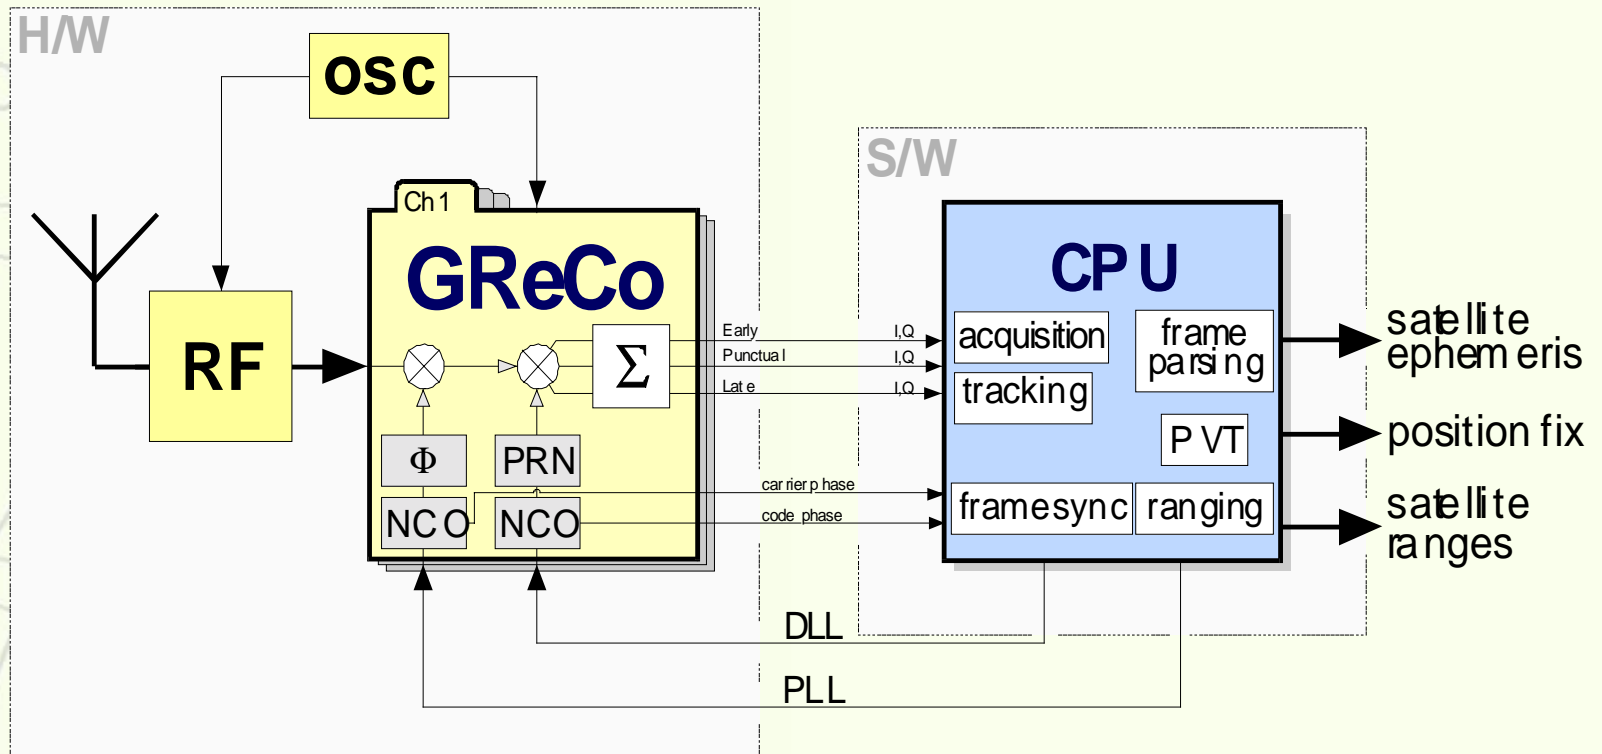 H/W
osc
S/W
Ch1
GReCo
CPU
RF
Σ
Early
I,Q
Punctual
I,Q
Late
I,Q
acquisition
tracking
frame
parsing
PVT
satellite
ephemeris
position fix
Φ
PRN
NCO
NCO
carrier phase
code phase
framesync
ranging
satellite
ranges
DLL
PLL